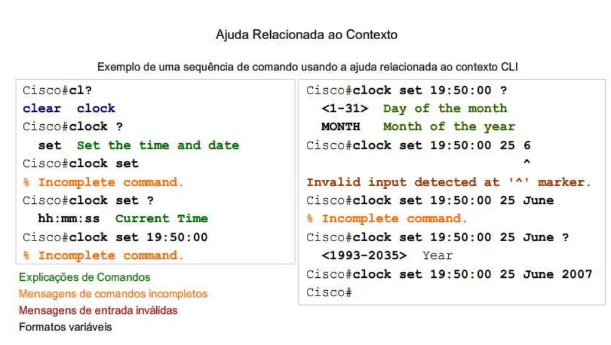 Ajuda Relacionada ao Contexto
Exemplo de uma sequência de comando usando a ajuda relacionada ao contexto CLI
Cisco#cl?
clear  clock
Cisco#clock ?
  set  Set the time and date
Cisco#clock set
% Incomplete command.
Cisco#clock set ?
  hh:mm:ss  Current Time
Cisco#clock set 19:50:00
% Incomplete command.
Explicações de Comandos
Mensagens de comandos incompletos
Mensagens de entrada inválidas
Formatos variáveis
Cisco#clock set 19:50:00 ?
  <1-31>  Day of the month
  MONTH   Month of the year
Cisco#clock set 19:50:00 25 6
^
Invalid input detected at '^' marker.
Cisco#clock set 19:50:00 25 June
% Incomplete command.
Cisco#clock set 19:50:00 25 June ?
  <1993-2035>  Year
Cisco#clock set 19:50:00 25 June 2007
Cisco#